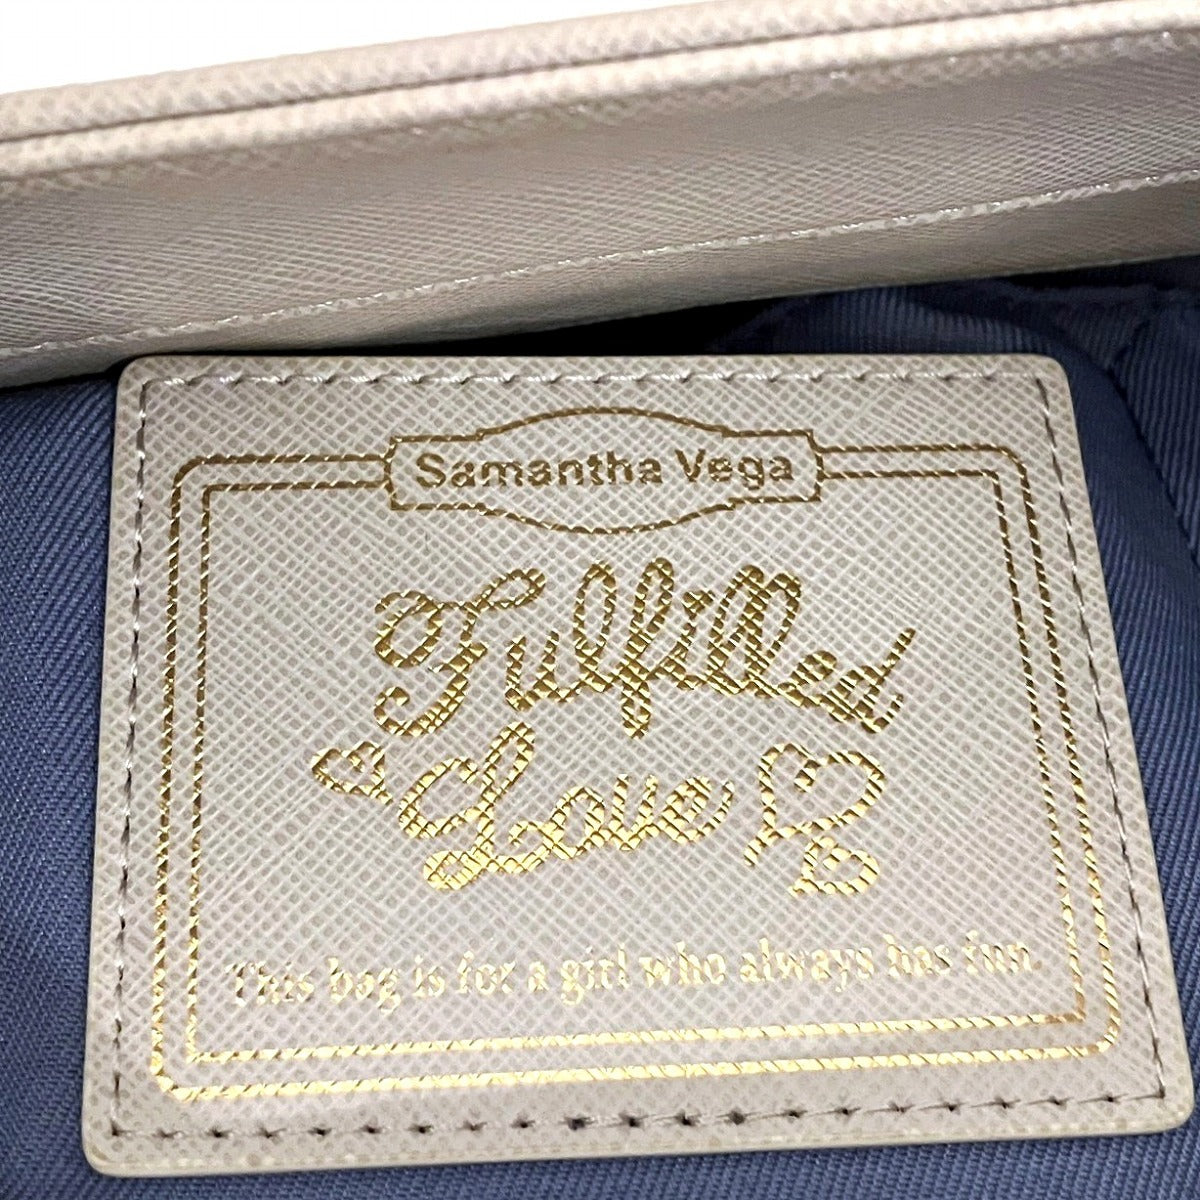 Samantha Vega
Fulfilled
Love
This bag is for a girl who always has fun.